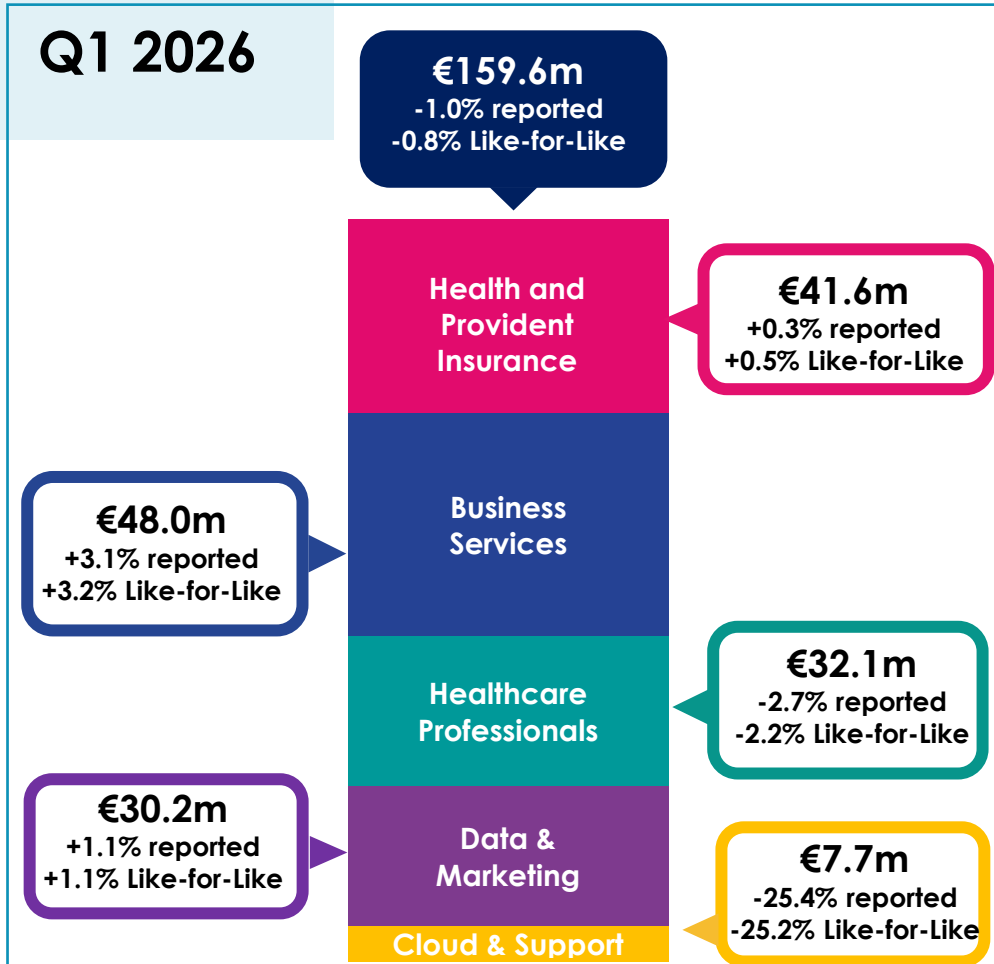 Q1 2026
€159.6m
-1.0% reported
-0.8% Like-for-Like
Health and
Provident
Insurance
€41.6m
+0.3% reported
+0.5% Like-for-Like
€48.0m
+3.1% reported
+3.2% Like-for-Like
Business
Services
Healthcare
Professionals
€32.1m
-2.7% reported
-2.2% Like-for-Like
€30.2m
+1.1% reported
+1.1% Like-for-Like
Data &
Marketing
€7.7m
-25.4% reported
-25.2% Like-for-Like
Cloud & Support